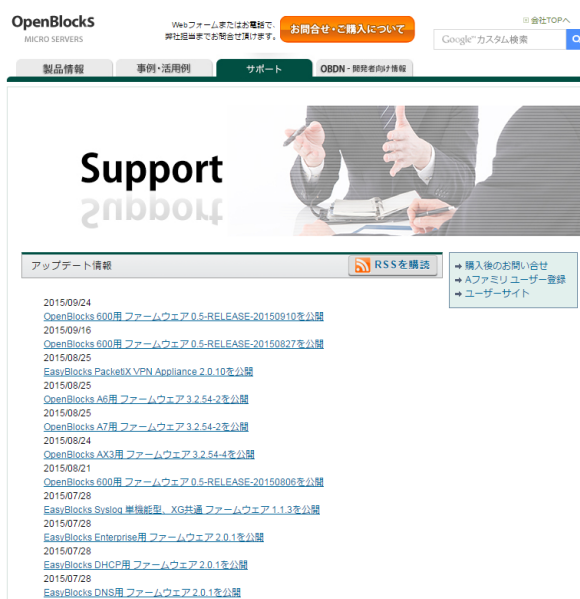 OpenBlocks
MICRO SERVERS
Webフォームまたはお電話で、
弊社担当までお問合せ頂けます。
お問合せ・ご購入について
会社TOPへ
Google™ カスタム検索
製品情報
事例・活用例
サポート
OBDN - 開発者向け情報
Support
アップデート情報
RSSを購読
購入後のお問い合せ
Aファミリ ユーザー登録
ユーザーサイト
2015/09/24
OpenBlocks 600用 ファームウェア 0.5-RELEASE-20150910を公開
2015/09/16
OpenBlocks 600用 ファームウェア 0.5-RELEASE-20150827を公開
2015/08/25
EasyBlocks PacketiX VPN Appliance 2.0.10を公開
2015/08/25
OpenBlocks A6用 ファームウェア 3.2.54-2を公開
2015/08/25
OpenBlocks A7用 ファームウェア 3.2.54-2を公開
2015/08/24
OpenBlocks AX3用 ファームウェア 3.2.54-4を公開
2015/08/21
OpenBlocks 600用 ファームウェア 0.5-RELEASE-20150806を公開
2015/07/28
EasyBlocks Syslog 単機能型、XG共通 ファームウェア 1.1.3を公開
2015/07/28
EasyBlocks Enterprise用 ファームウェア 2.0.1を公開
2015/07/28
EasyBlocks DHCP用 ファームウェア 2.0.1を公開
2015/07/28
EasyBlocks DNS用 ファームウェア 2.0.1を公開